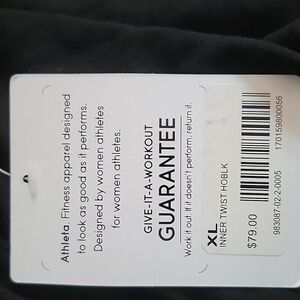 Athleta. Fitness apparel designed
to look as good as it performs.
Designed by women athletes
for women athletes.
GIVE-IT-A-WORKOUT
GUARANTEE
Work it out. If it doesn't perform, return it.
XL
INNER TWIST HOBLK
$79.00
983087-02-2-0005
170159800056